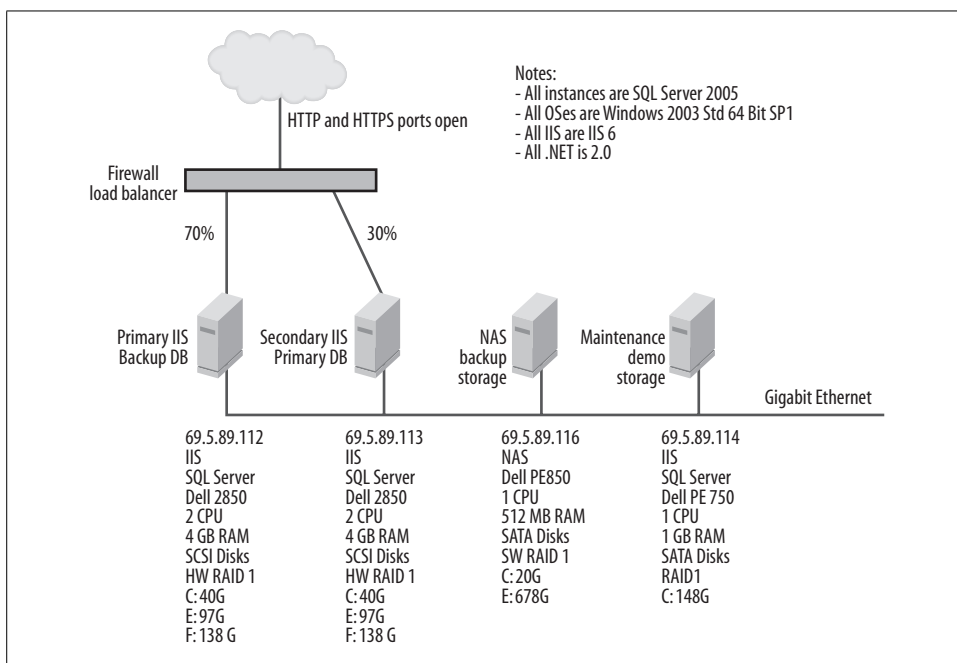 Notes:
- All instances are SQL Server 2005
- All OSes are Windows 2003 Std 64 Bit SP1
- All IIS are IIS 6
- All .NET is 2.0
HTTP and HTTPS ports open
Firewall
load balancer
70%
30%
Primary IIS
Backup DB
Secondary IIS
Primary DB
NAS
backup
storage
Maintenance
demo
storage
Gigabit Ethernet
69.5.89.112
IIS
SQL Server
Dell 2850
2 CPU
4 GB RAM
SCSI Disks
HW RAID 1
C: 40G
E: 97G
F: 138 G
69.5.89.113
IIS
SQL Server
Dell 2850
2 CPU
4 GB RAM
SCSI Disks
HW RAID 1
C: 40G
E: 97G
F: 138 G
69.5.89.116
NAS
Dell PE850
1 CPU
512 MB RAM
SATA Disks
SW RAID 1
C: 20G
E: 678G
69.5.89.114
IIS
SQL Server
Dell PE 750
1 CPU
1 GB RAM
SATA Disks
RAID1
C: 148G